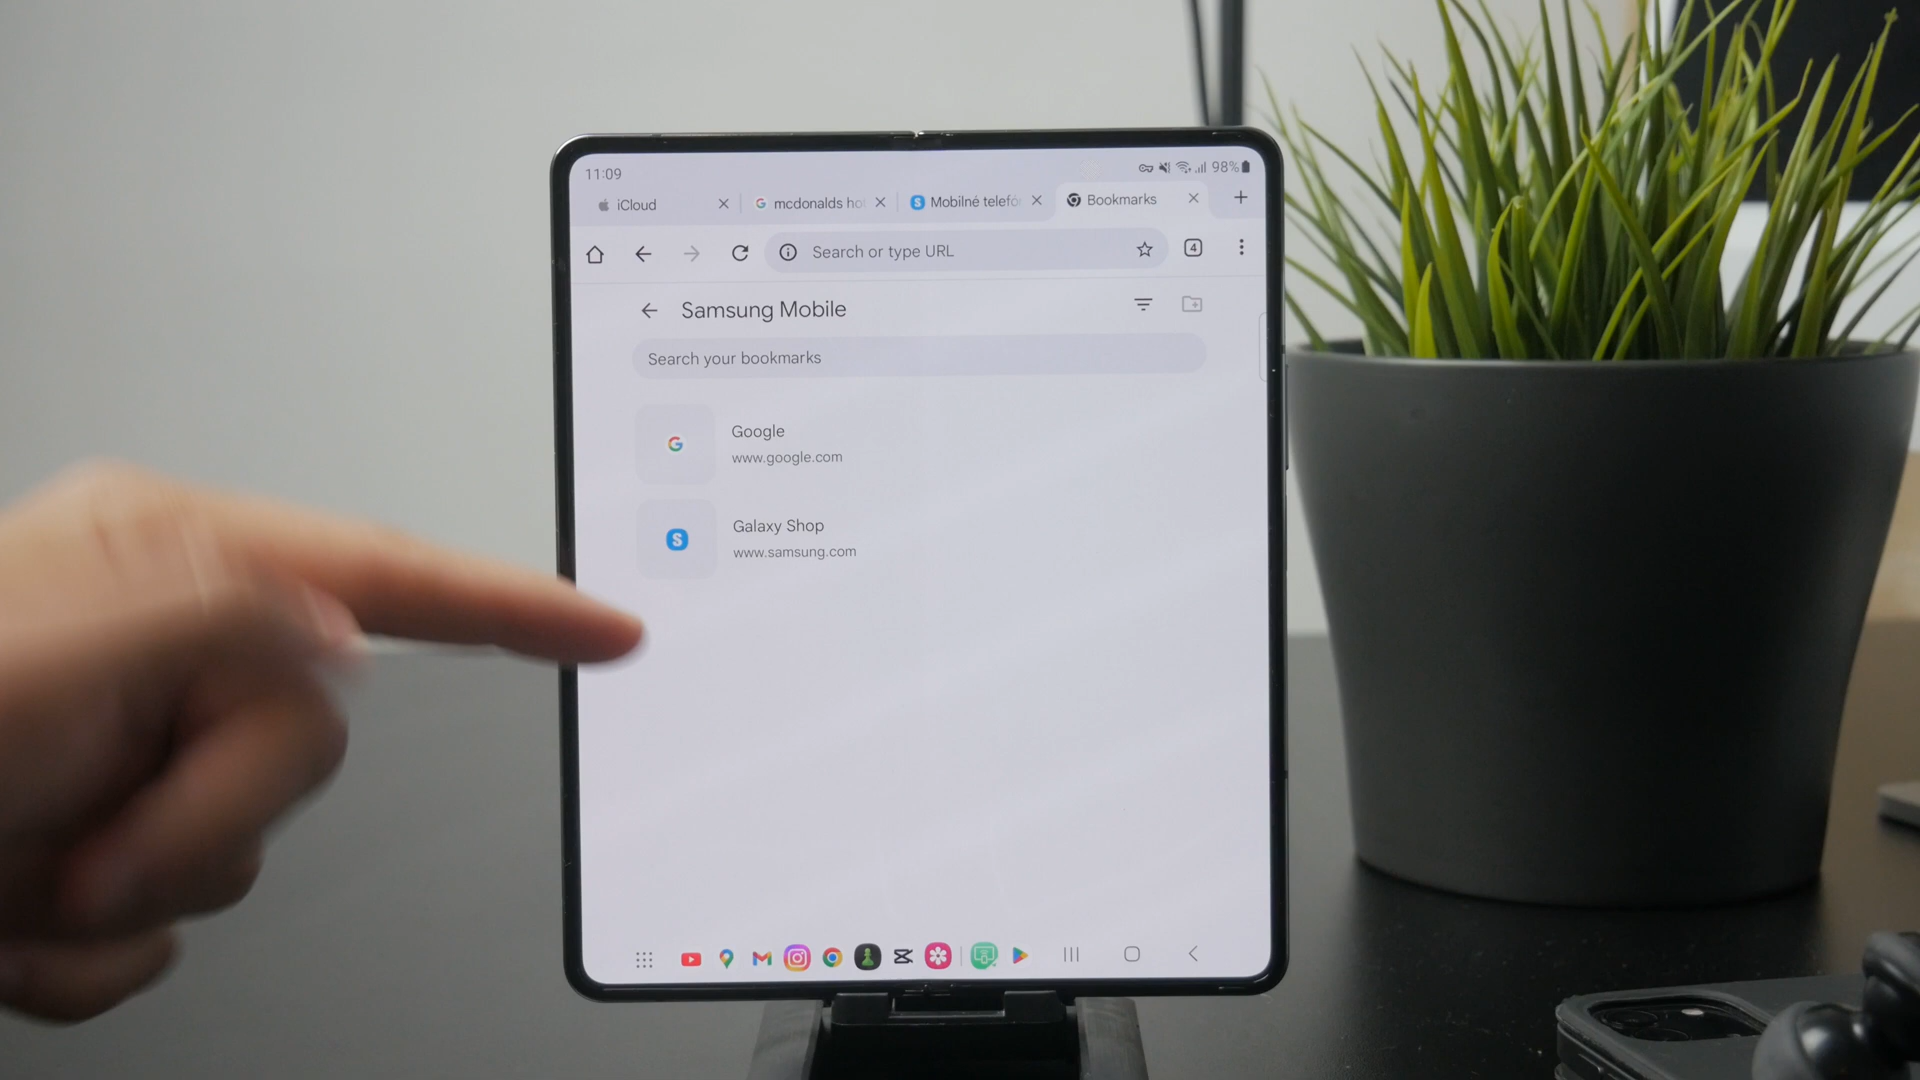 11:09
98%
iCloud
mcdonalds ho
Mobilné telefó
Bookmarks
Search or type URL
4
Samsung Mobile
Search your bookmarks
Google
www.google.com
Galaxy Shop
www.samsung.com